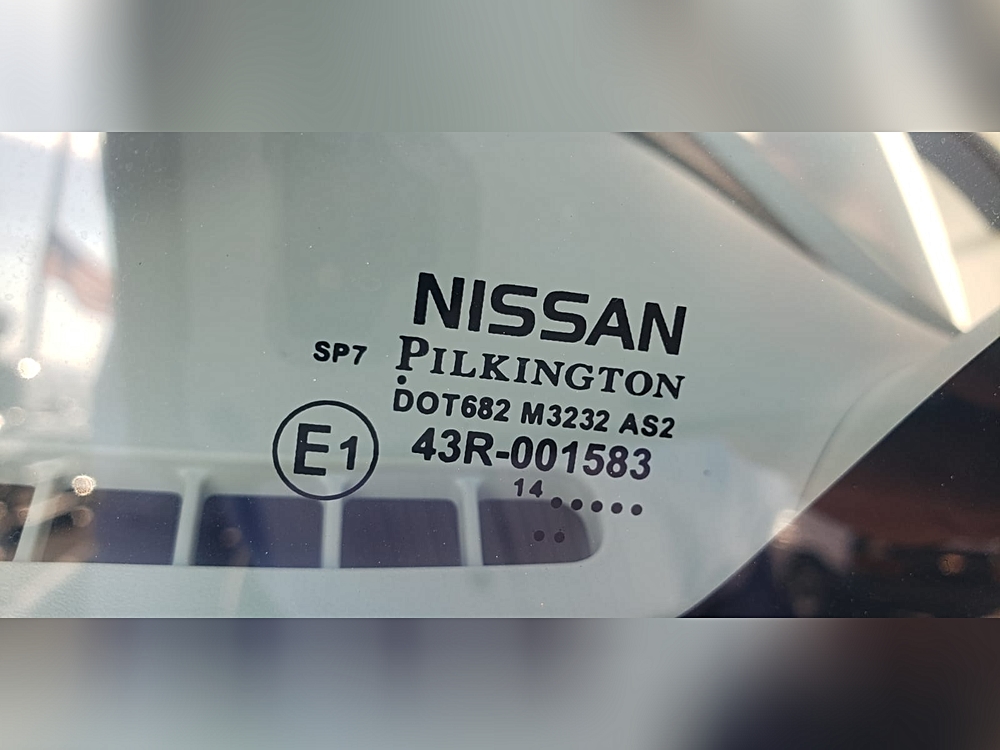 NISSAN
SP7 PILKINGTON
DOT682 M3232 AS2
E1 43R-001583
14